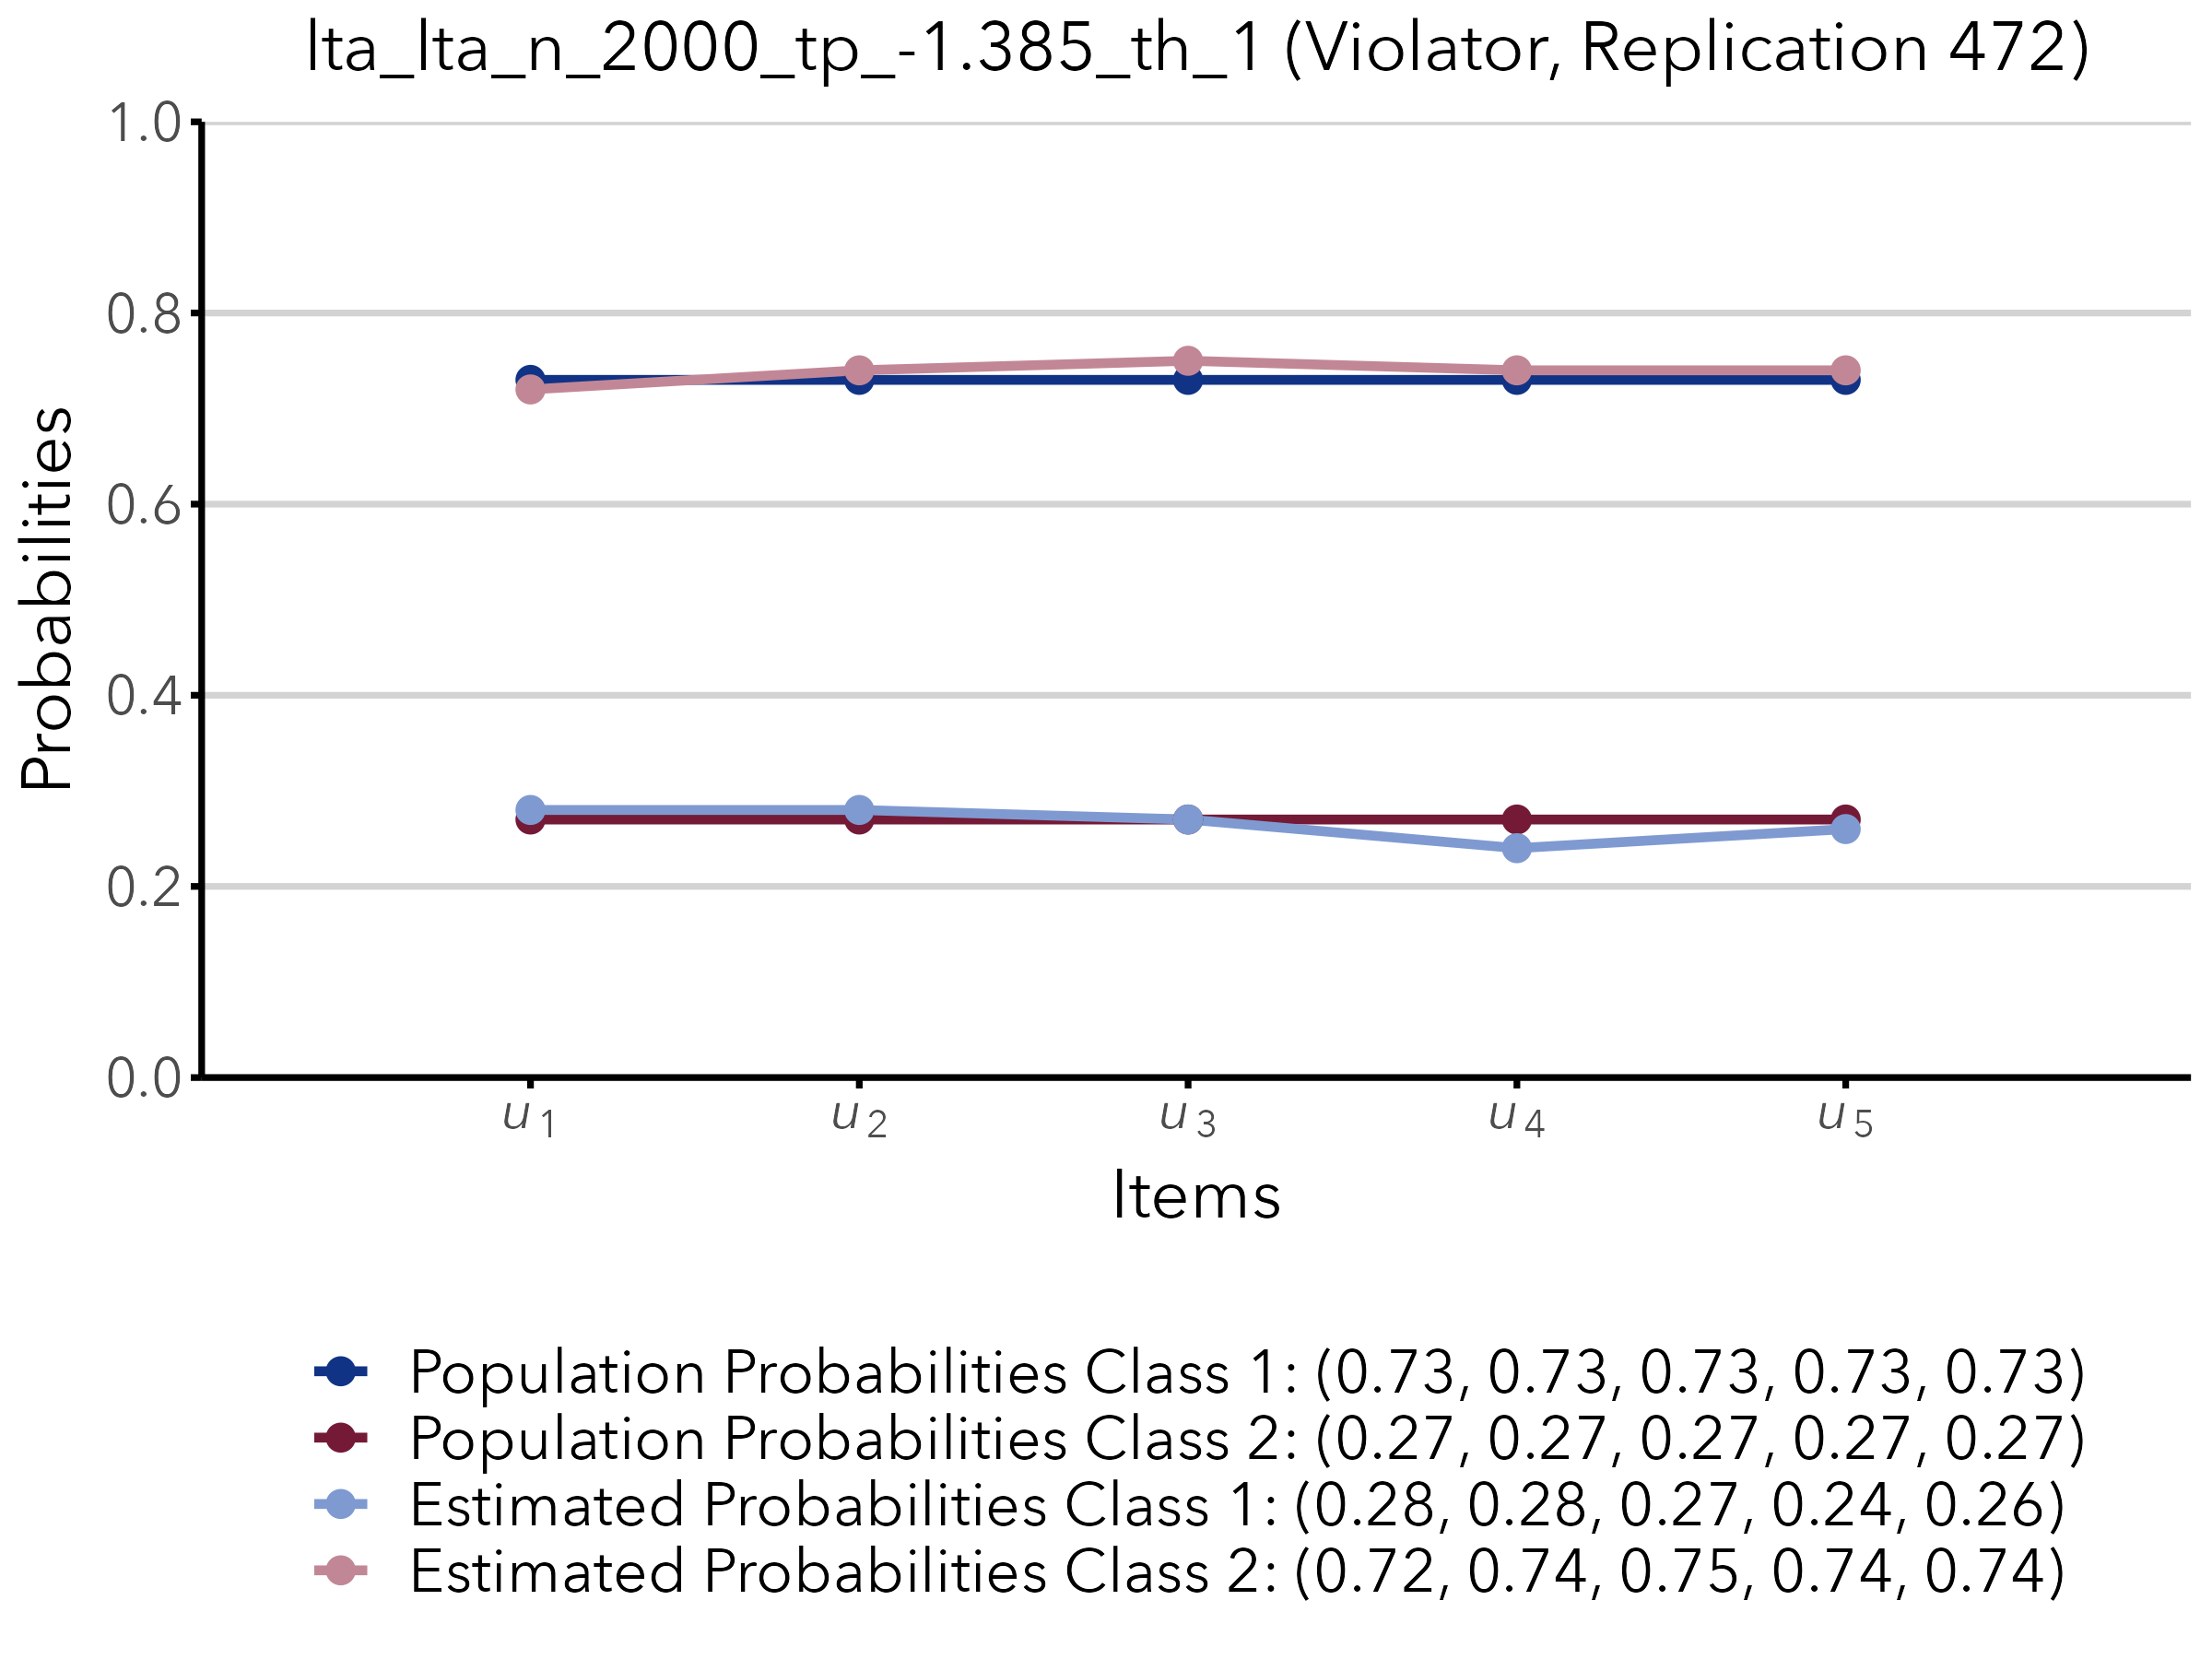 lta_lta_n_2000_tp_-1.385_th_1 (Violator, Replication 472)
1.0
0.8
0.6
0.4
0.2
0.0
Probabilities
u1 u2 u3 u4 u5
Items
Population Probabilities Class 1: (0.73, 0.73, 0.73, 0.73, 0.73)
Population Probabilities Class 2: (0.27, 0.27, 0.27, 0.27, 0.27)
Estimated Probabilities Class 1: (0.28, 0.28, 0.27, 0.24, 0.26)
Estimated Probabilities Class 2: (0.72, 0.74, 0.75, 0.74, 0.74)